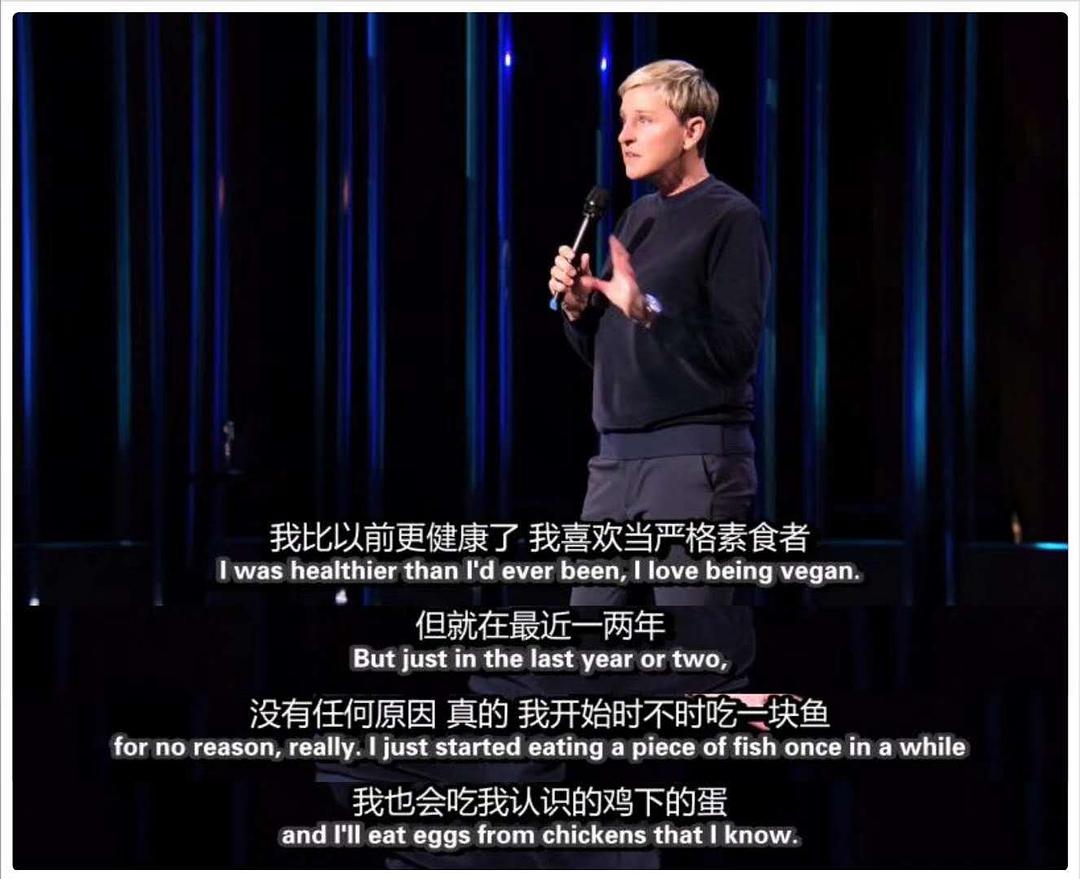 我比以前更健康了 我喜欢当严格素食者
I was healthier than I'd ever been, I love being vegan.
但就在最近一两年
But just in the last year or two,
没有任何原因 真的 我开始时不时吃一块鱼
for no reason, really. I just started eating a piece of fish once in a while
我也会吃我认识的鸡下的蛋
and I'll eat eggs from chickens that I know.